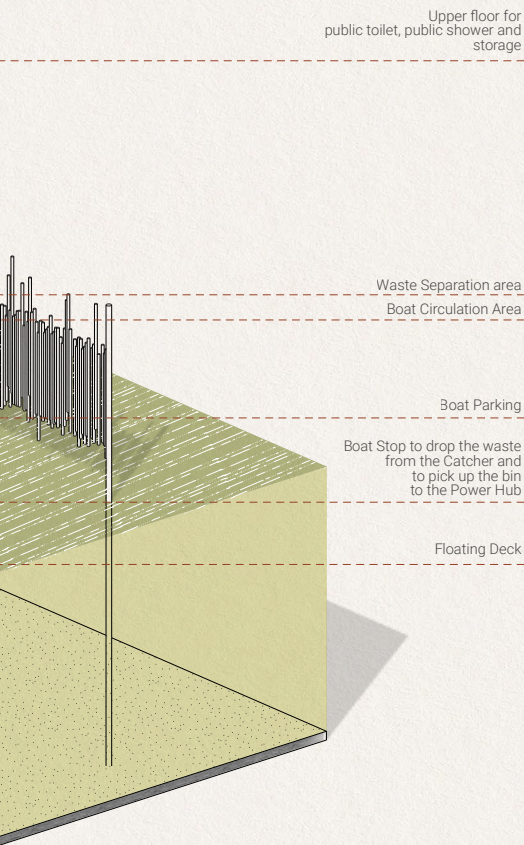 Upper floor for
public toilet, public shower and
storage
Waste Separation area
Boat Circulation Area
Boat Parking
Boat Stop to drop the waste
from the Catcher and
to pick up the bin
to the Power Hub
Floating Deck